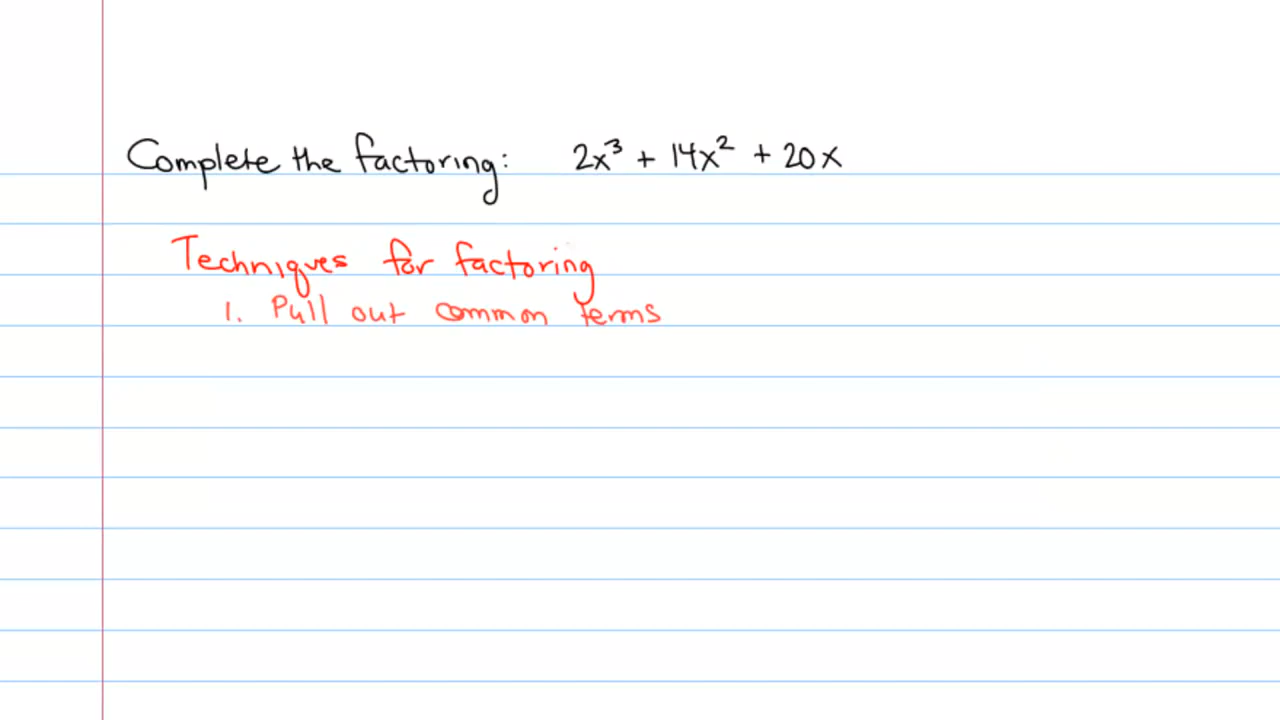 Complete the factoring: 2x³ + 14x² + 20x
Techniques for factoring
1. Pull out common terms